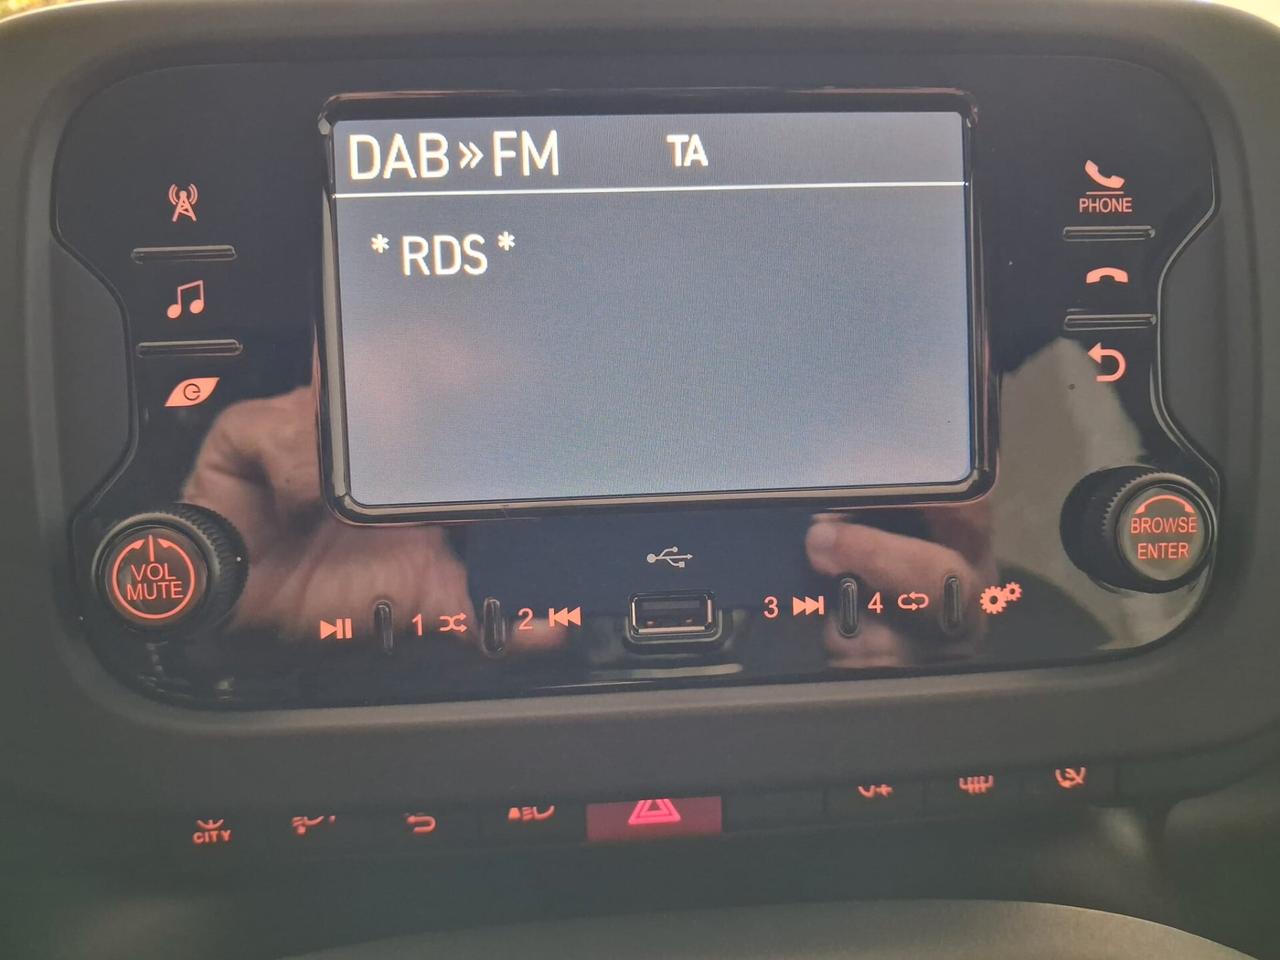 DAB»FM TA
*RDS*
PHONE
BROWSE
ENTER
VOL
MUTE
1
2
3
4
CITY